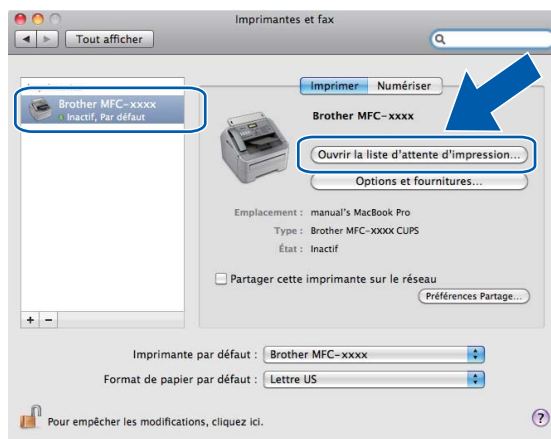 Imprimantes et fax
Tout afficher
Imprimer Numériser
Brother MFC-xxxx
Inactif, Par défaut
Brother MFC-xxxx
Ouvrir la liste d'attente d'impression...
Options et fournitures...
Emplacement : manual's MacBook Pro
Type : Brother MFC-XXXX CUPS
État : Inactif
Partager cette imprimante sur le réseau
Préférences Partage...
+ −
Imprimante par défaut : Brother MFC-xxxx
Format de papier par défaut : Lettre US
Pour empêcher les modifications, cliquez ici.
?